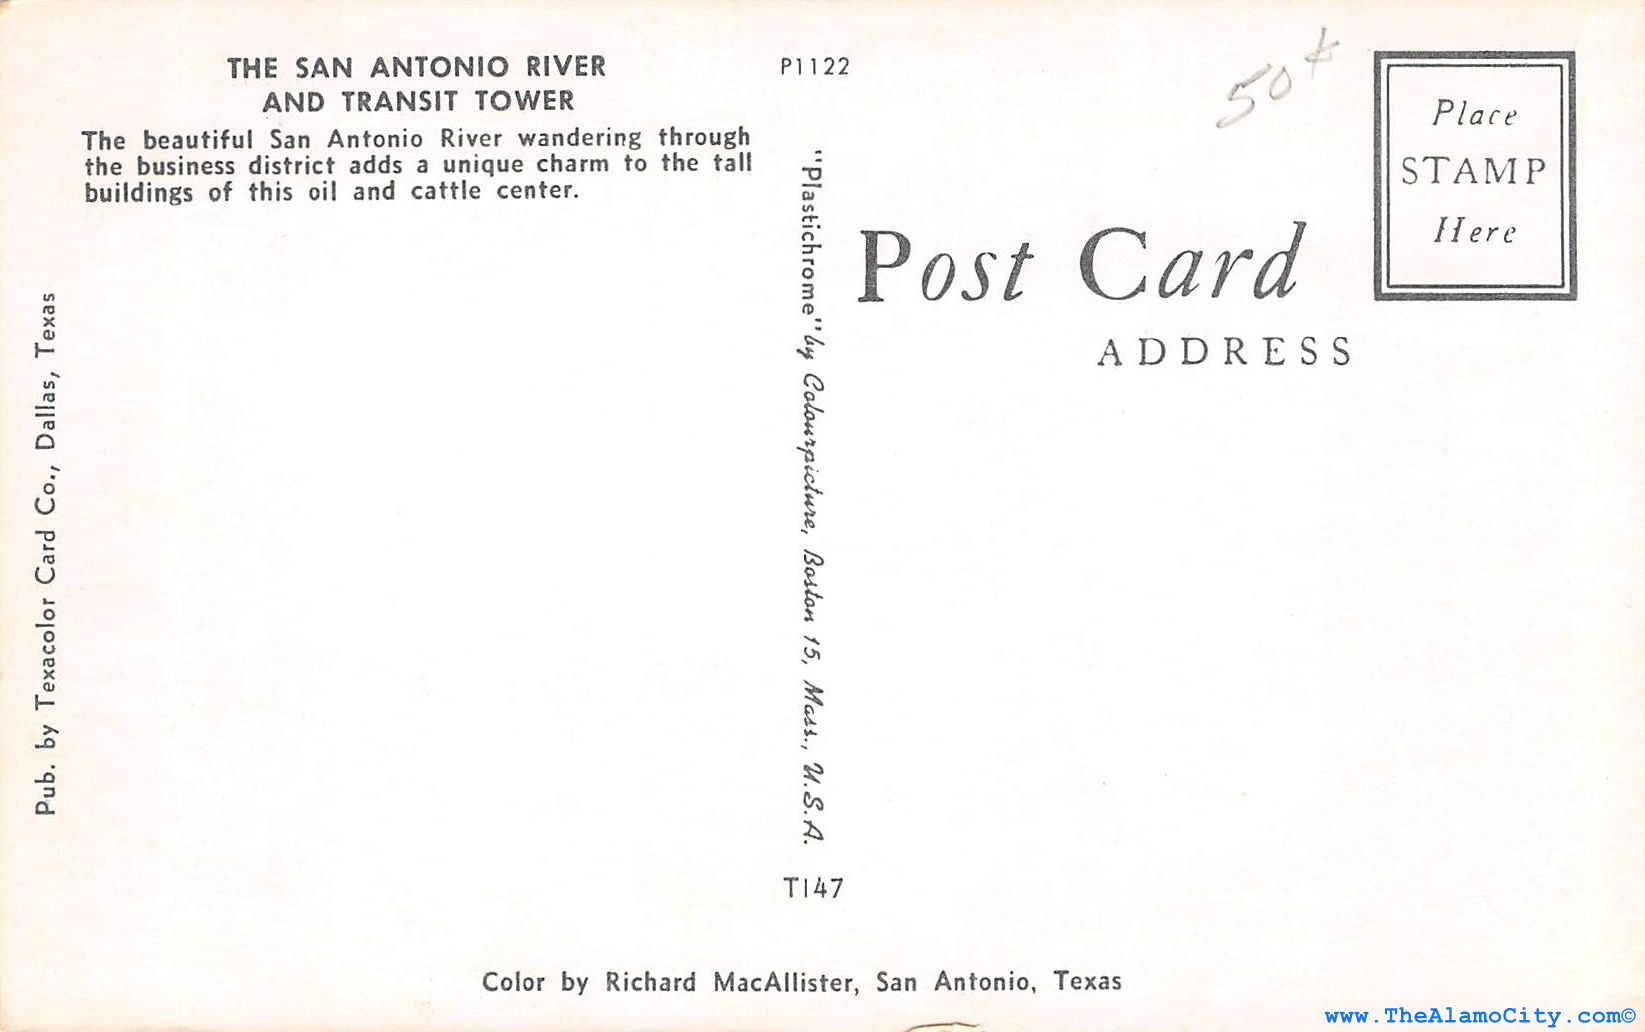 THE SAN ANTONIO RIVER
AND TRANSIT TOWER
The beautiful San Antonio River wandering through
the business district adds a unique charm to the tall
buildings of this oil and cattle center.
Pub. by Texacolor Card Co., Dallas, Texas
P1122
"Plastichrome" by Colourpicture, Boston 15, Mass., U.S.A.
T147
50¢
Place
STAMP
Here
Post Card
ADDRESS
Color by Richard MacAllister, San Antonio, Texas
www.TheAlamoCity.com©